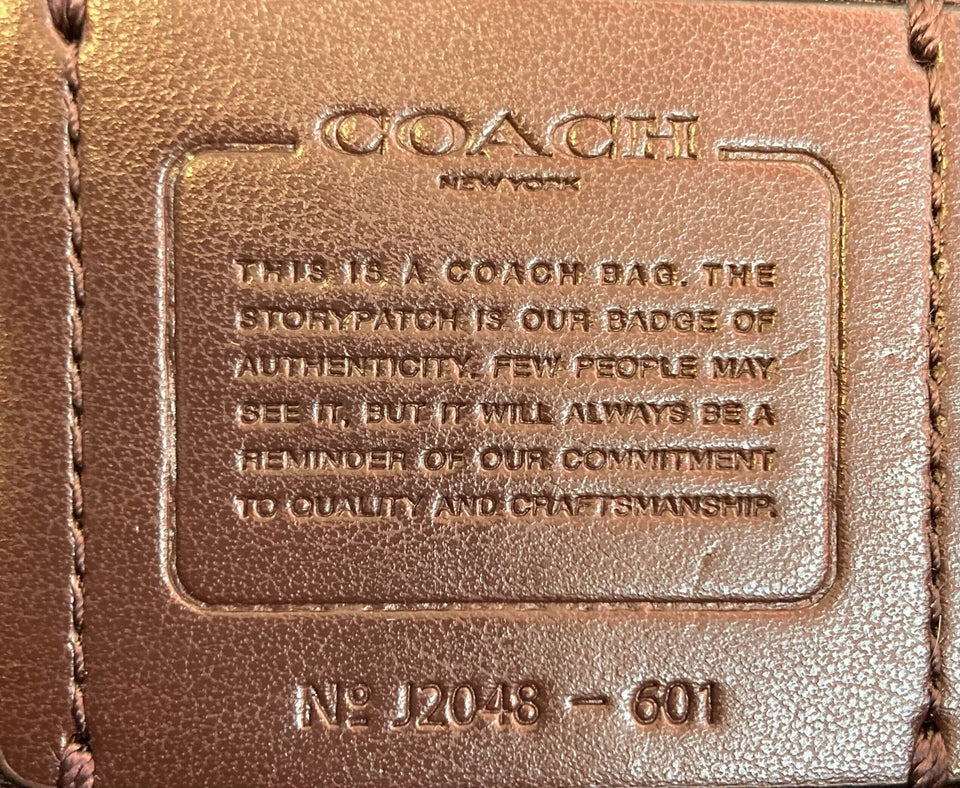 COACH
NEW YORK
THIS IS A COACH BAG. THE
STORYPATCH IS OUR BADGE OF
AUTHENTICITY. FEW PEOPLE MAY
SEE IT, BUT IT WILL ALWAYS BE A
REMINDER OF OUR COMMITMENT
TO QUALITY AND CRAFTSMANSHIP.
Nº J2048 – 601